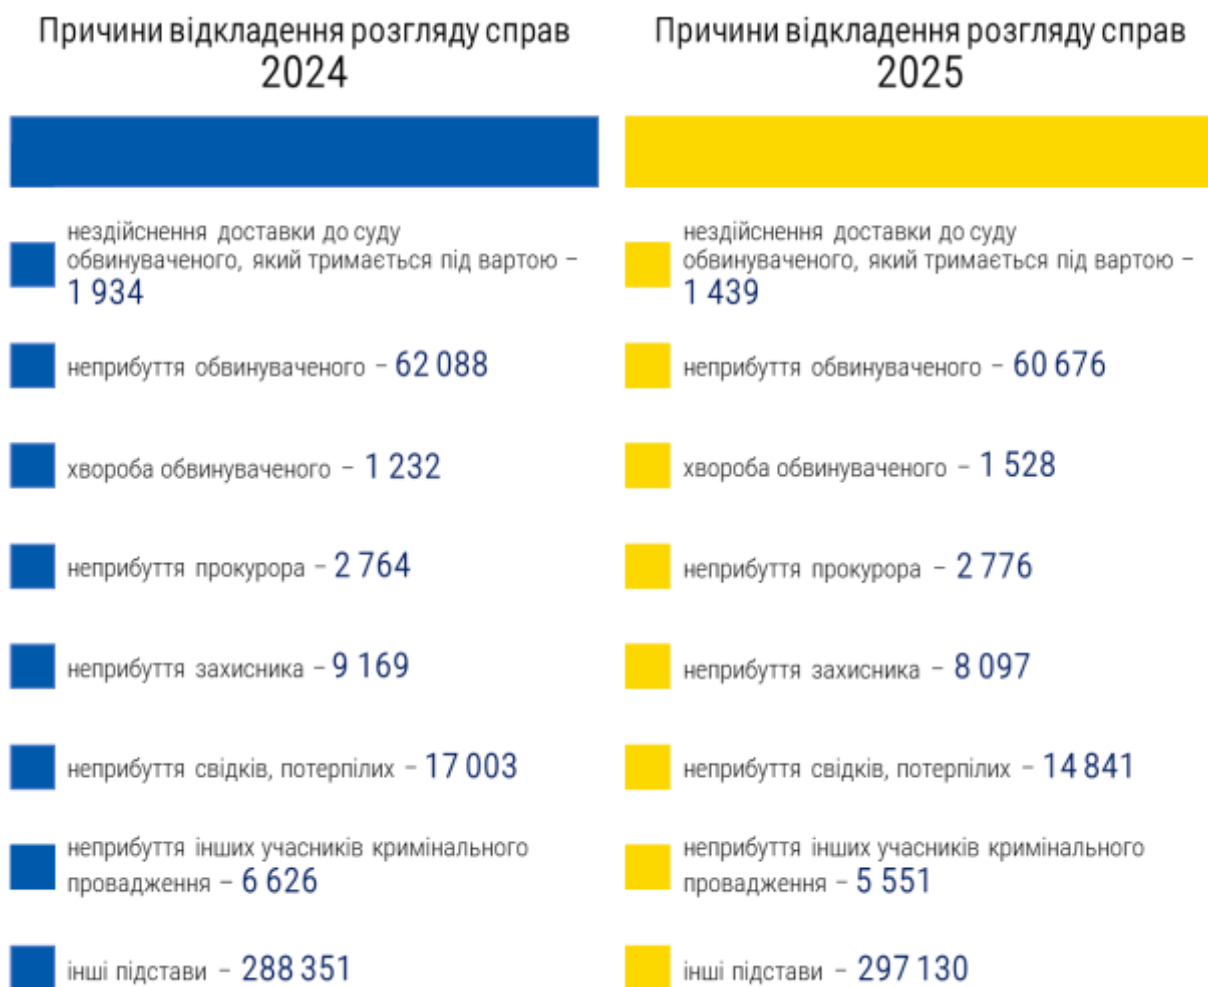 Причини відкладення розгляду справ
2024
нездійснення доставки до суду
обвинуваченого, який тримається під вартою –
1 934
неприбуття обвинуваченого – 62 088
хвороба обвинуваченого – 1 232
неприбуття прокурора – 2 764
неприбуття захисника – 9 169
неприбуття свідків, потерпілих – 17 003
неприбуття інших учасників кримінального
провадження – 6 626
інші підстави – 288 351
Причини відкладення розгляду справ
2025
нездійснення доставки до суду
обвинуваченого, який тримається під вартою –
1 439
неприбуття обвинуваченого – 60 676
хвороба обвинуваченого – 1 528
неприбуття прокурора – 2 776
неприбуття захисника – 8 097
неприбуття свідків, потерпілих – 14 841
неприбуття інших учасників кримінального
провадження – 5 551
інші підстави – 297 130